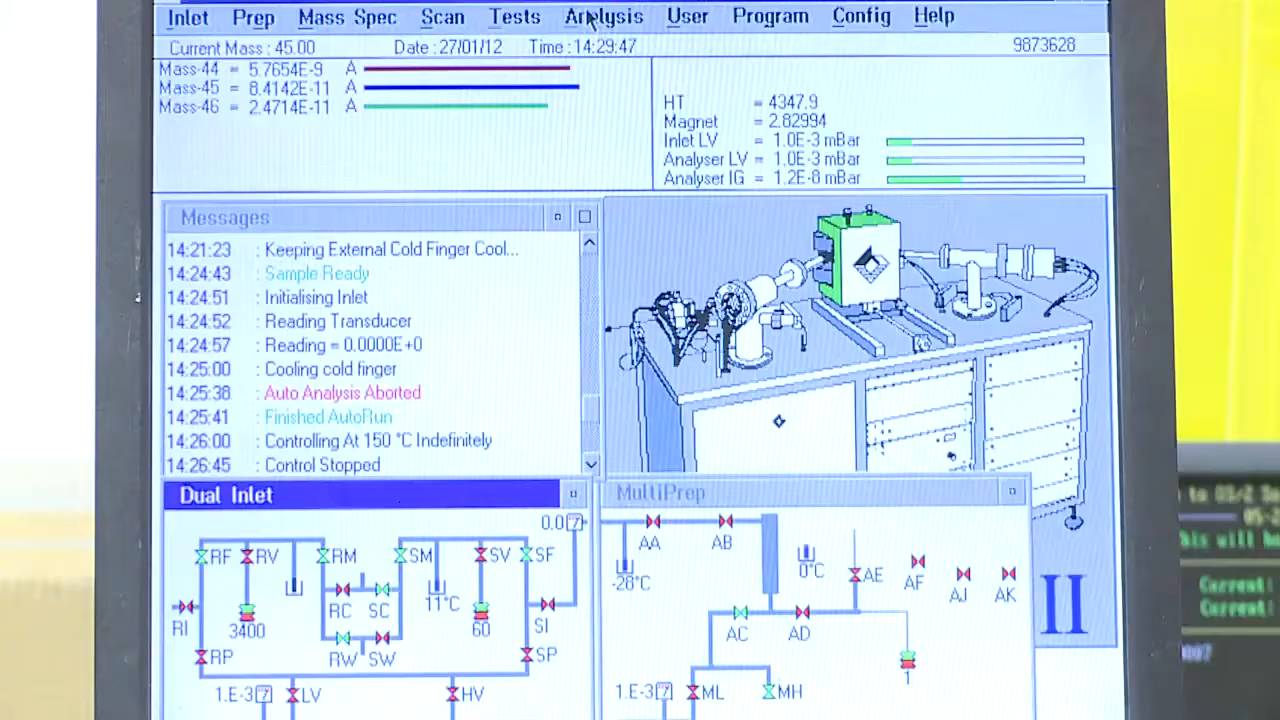 Inlet Prep Mass Spec Scan Tests Analysis User Program Config Help
Current Mass : 45.00 Date : 27/01/12 Time : 14:29:47 9873628
Mass-44 = 5.7654E-9 A
Mass-45 = 8.4142E-11 A
Mass-46 = 2.4714E-11 A
HT = 4347.9
Magnet = 2.82994
Inlet LV = 1.0E-3 mBar
Analyser LV = 1.0E-3 mBar
Analyser IG = 1.2E-8 mBar
Messages
14:21:23 : Keeping External Cold Finger Cool...
14:24:43 : Sample Ready
14:24:51 : Initialising Inlet
14:24:52 : Reading Transducer
14:24:57 : Reading = 0.0000E+0
14:25:00 : Cooling cold finger
14:25:38 : Auto Analysis Aborted
14:25:41 : Finished AutoRun
14:26:00 : Controlling At 150 °C Indefinitely
14:26:45 : Control Stopped
Dual Inlet
0.0
RF RV RM SM SV SF
RC SC 11°C
RI 3400 60 SI
RP RW SW SP
1.E-3 LV HV
MultiPrep
AA AB
-28°C 0°C AE AF AJ AK
AC AD
1
1.E-3 ML MH
II
Current:
Current: